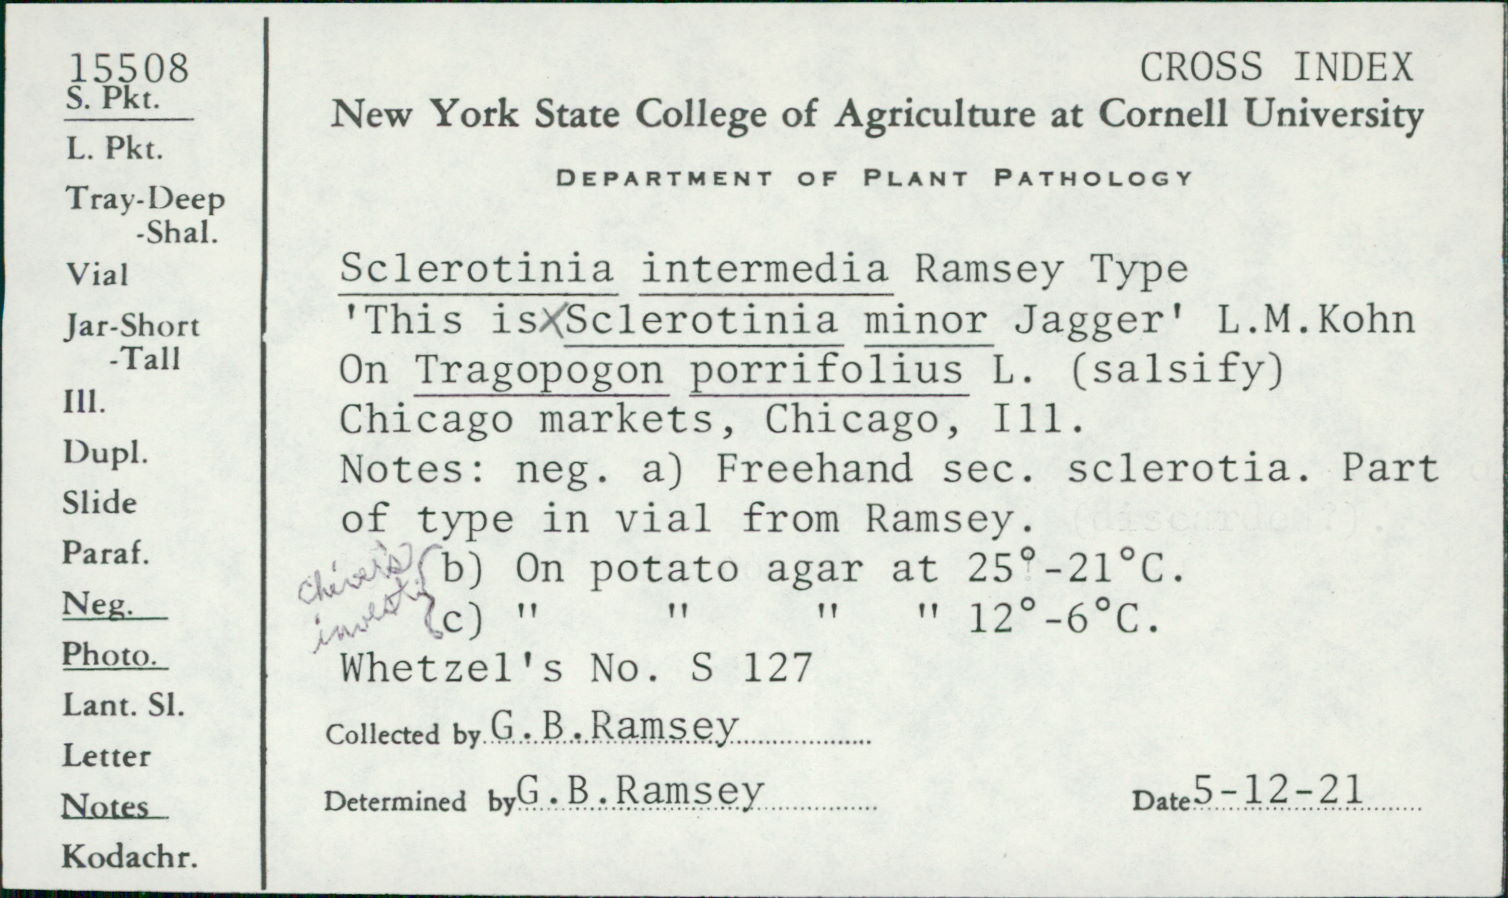 15508
S. Pkt.
L. Pkt.
Tray-Deep
-Shal.
Vial
Jar-Short
-Tall
Ill.
Dupl.
Slide
Paraf.
Neg.
Photo.
Lant. Sl.
Letter
Notes
Kodachr.
CROSS INDEX
New York State College of Agriculture at Cornell University
DEPARTMENT OF PLANT PATHOLOGY
Sclerotinia intermedia Ramsey Type
'This is Sclerotinia minor Jagger' L.M.Kohn
On Tragopogon porrifolius L. (salsify)
Chicago markets, Chicago, Ill.
Notes: neg. a) Freehand sec. sclerotia. Part
of type in vial from Ramsey. (discarded?).
Chivers
b) On potato agar at 25°-21°C.
c) " " " " 12°-6°C.
Whetzel's No. S 127
Collected by G.B.Ramsey
Determined by G.B.Ramsey
Date 5-12-21